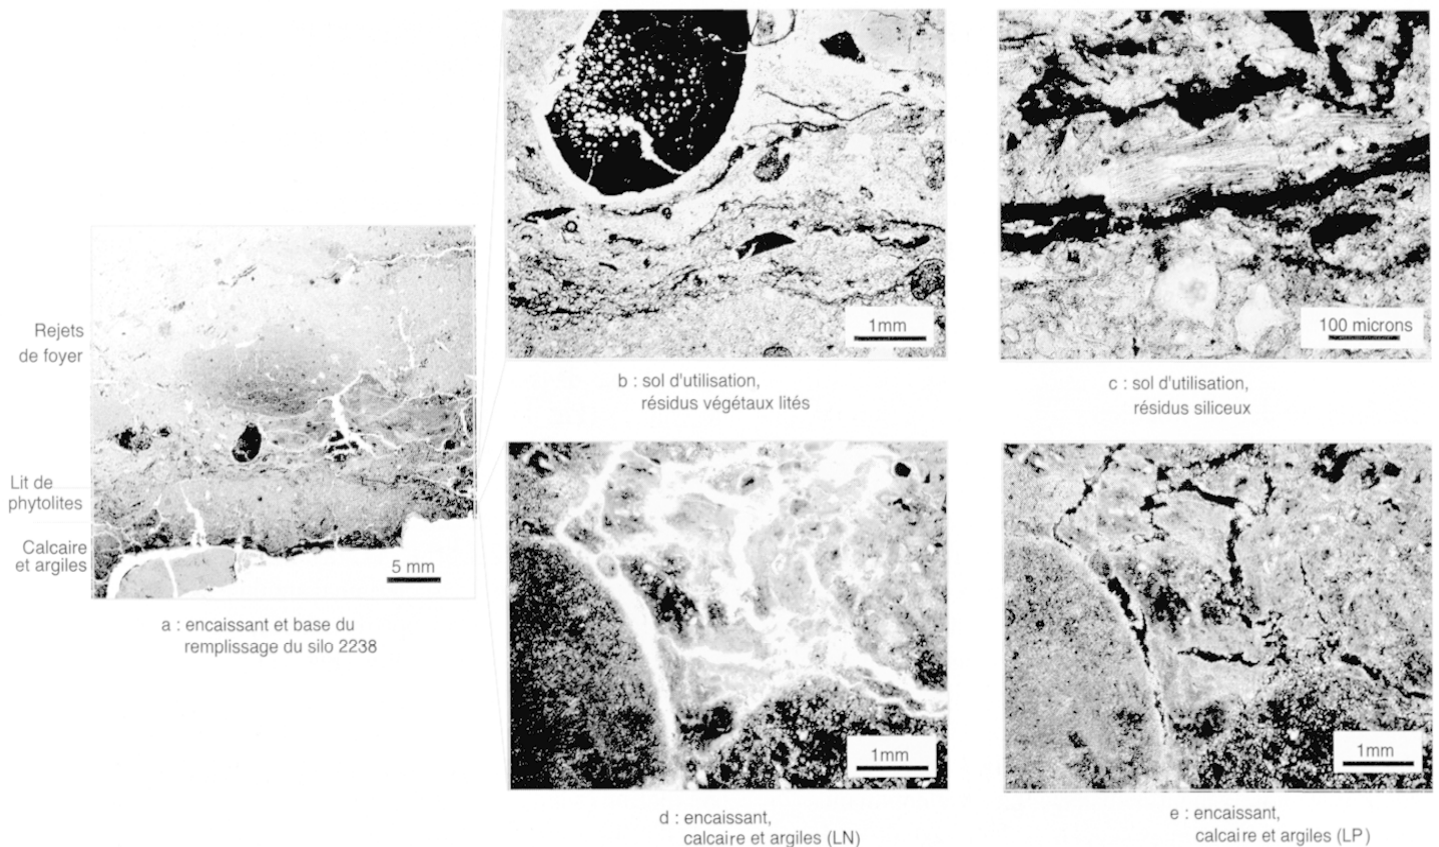 Rejets
de foyer
Lit de
phytolites
Calcaire
et argiles
5 mm
a : encaissant et base du
remplissage du silo 2238
1mm
b : sol d'utilisation,
résidus végétaux lités
100 microns
c : sol d'utilisation,
résidus siliceux
1mm
d : encaissant,
calcaire et argiles (LN)
1mm
e : encaissant,
calcaire et argiles (LP)